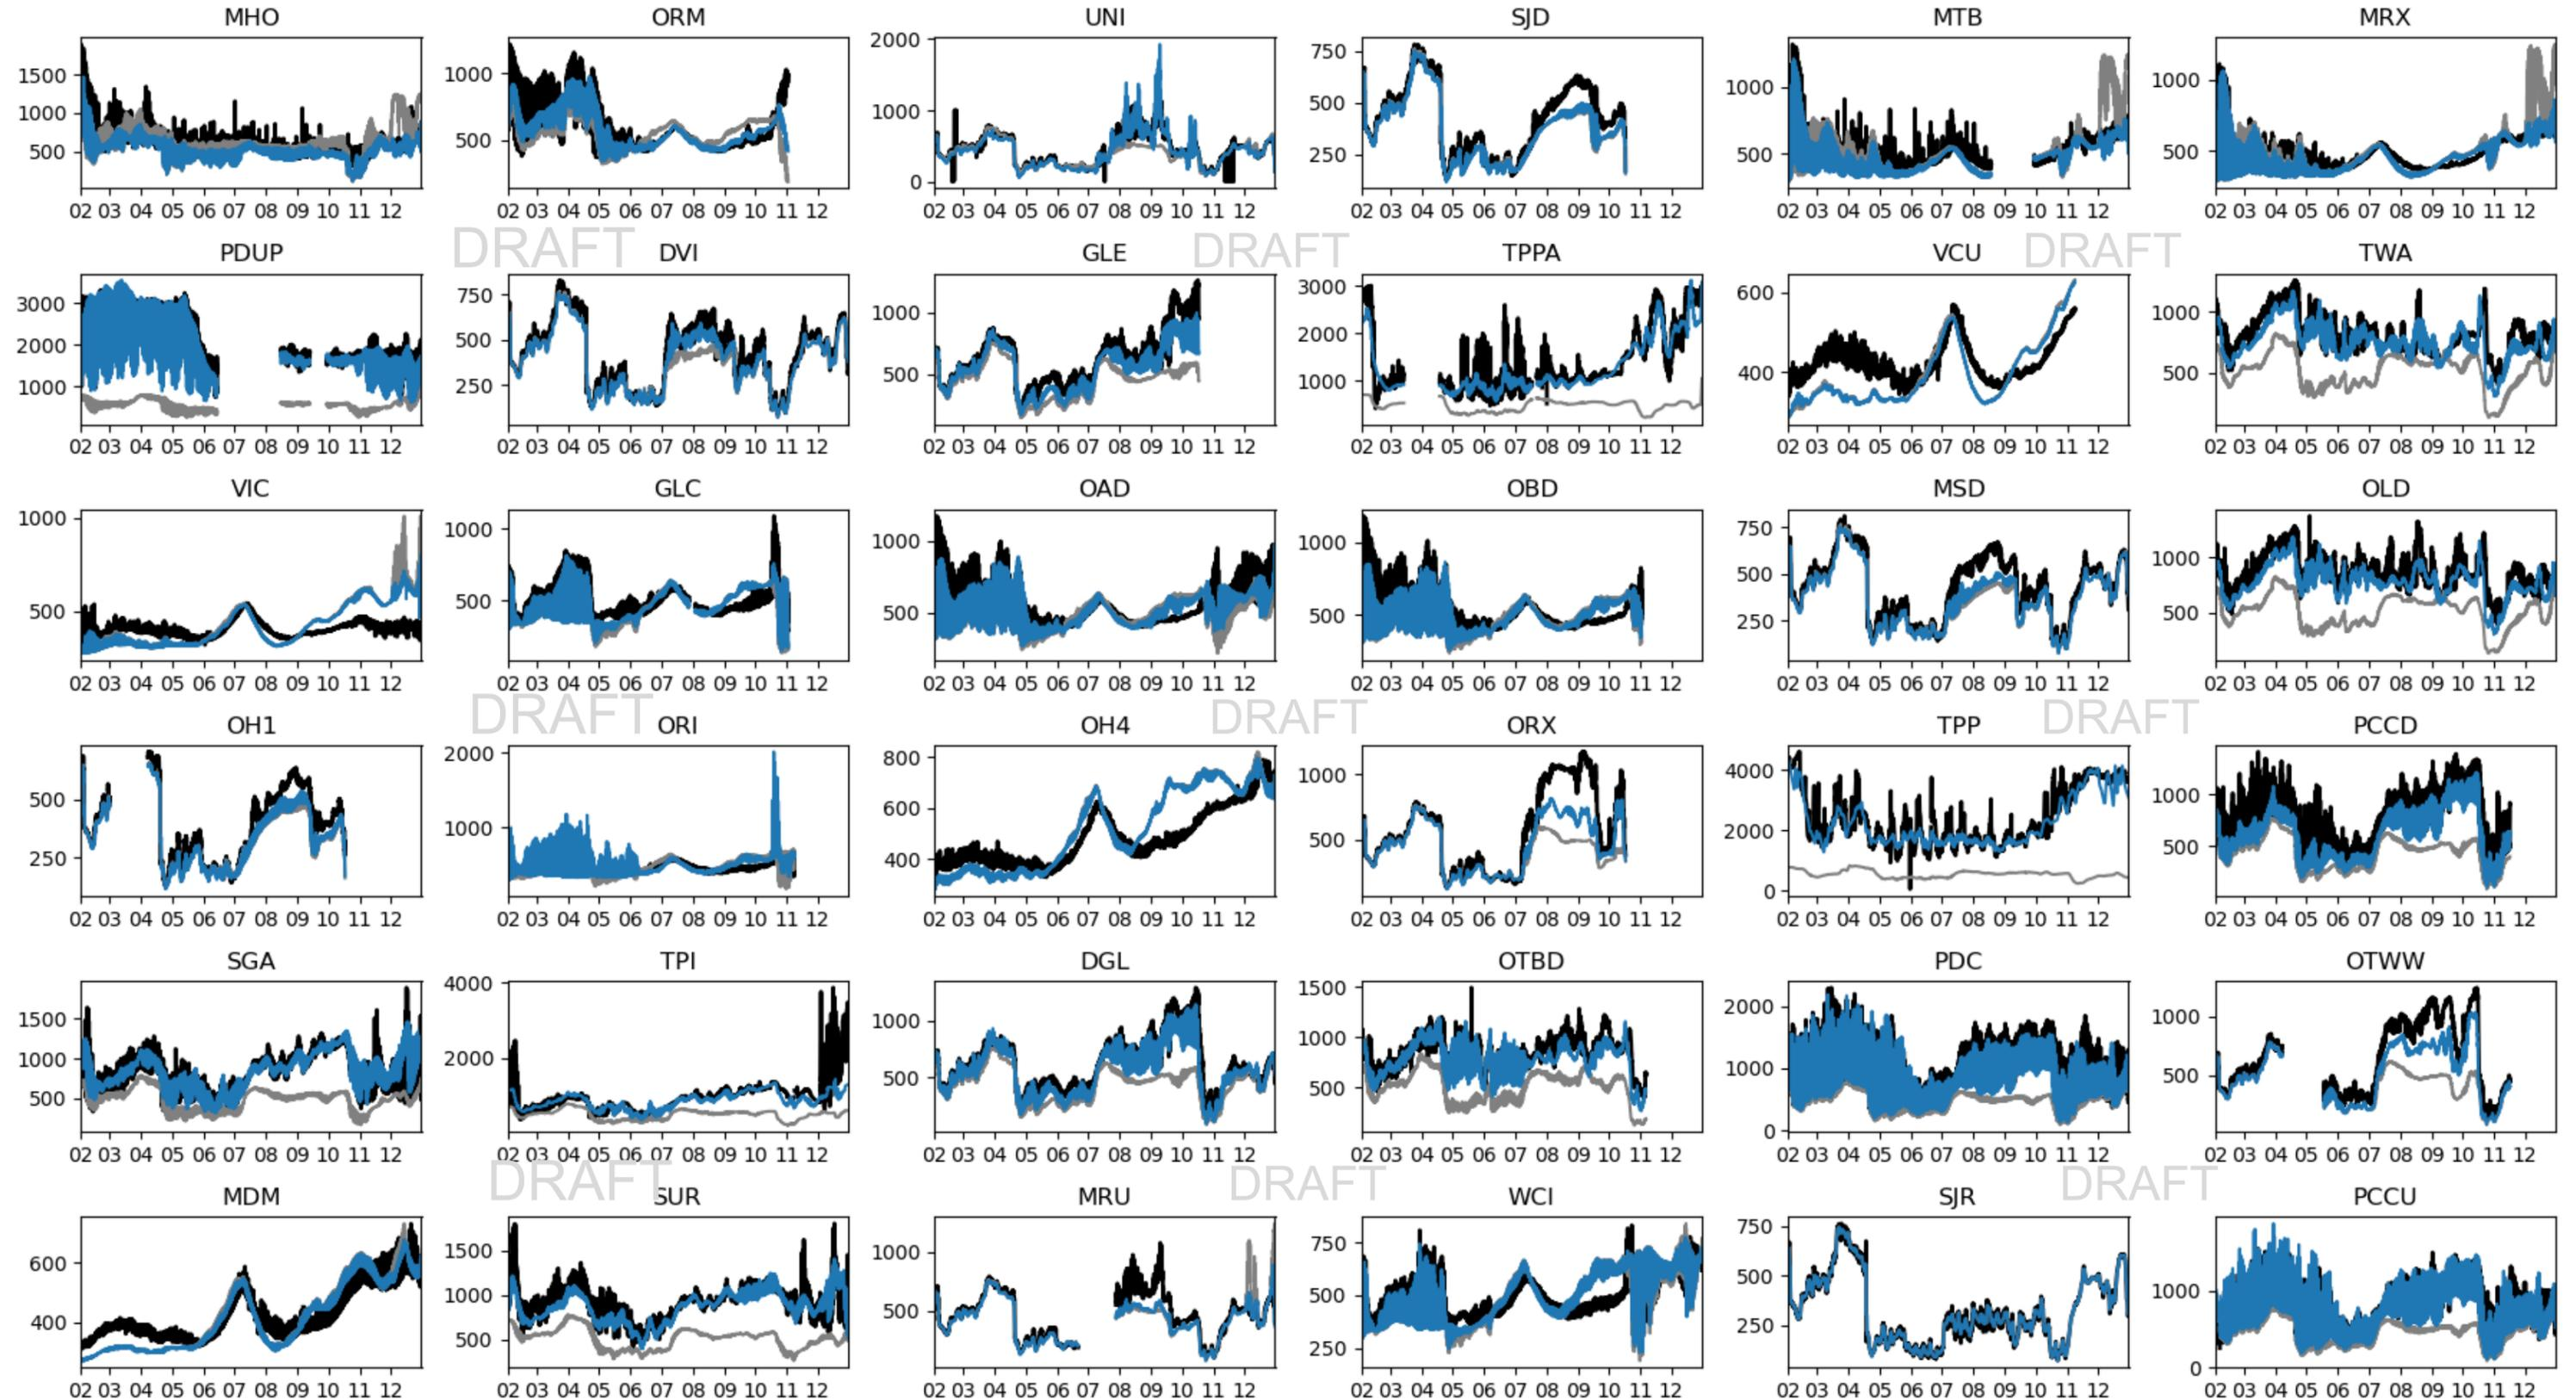 MHO ORM UNI SJD MTB MRX
1500 1000 500
1000 500
2000 1000 0
750 500 250
1000 500
1000 500
02 03 04 05 06 07 08 09 10 11 12
02 03 04 05 06 07 08 09 10 11 12
02 03 04 05 06 07 08 09 10 11 12
02 03 04 05 06 07 08 09 10 11 12
02 03 04 05 06 07 08 09 10 11 12
02 03 04 05 06 07 08 09 10 11 12
DRAFT DRAFT DRAFT
PDUP DVI GLE TPPA VCU TWA
3000 2000 1000
750 500 250
1000 500
3000 2000 1000
600 400
1000 500
02 03 04 05 06 07 08 09 10 11 12
02 03 04 05 06 07 08 09 10 11 12
02 03 04 05 06 07 08 09 10 11 12
02 03 04 05 06 07 08 09 10 11 12
02 03 04 05 06 07 08 09 10 11 12
02 03 04 05 06 07 08 09 10 11 12
VIC GLC OAD OBD MSD OLD
1000 500
1000 500
1000 500
1000 500
750 500 250
1000 500
02 03 04 05 06 07 08 09 10 11 12
02 03 04 05 06 07 08 09 10 11 12
02 03 04 05 06 07 08 09 10 11 12
02 03 04 05 06 07 08 09 10 11 12
02 03 04 05 06 07 08 09 10 11 12
02 03 04 05 06 07 08 09 10 11 12
DRAFT DRAFT DRAFT
OH1 ORI OH4 ORX TPP PCCD
500 250
2000 1000
800 600 400
1000 500
4000 2000 0
1000 500
02 03 04 05 06 07 08 09 10 11 12
02 03 04 05 06 07 08 09 10 11 12
02 03 04 05 06 07 08 09 10 11 12
02 03 04 05 06 07 08 09 10 11 12
02 03 04 05 06 07 08 09 10 11 12
02 03 04 05 06 07 08 09 10 11 12
SGA TPI DGL OTBD PDC OTWW
1500 1000 500
4000 2000
1000 500
1500 1000 500
2000 1000 0
1000 500
02 03 04 05 06 07 08 09 10 11 12
02 03 04 05 06 07 08 09 10 11 12
02 03 04 05 06 07 08 09 10 11 12
02 03 04 05 06 07 08 09 10 11 12
02 03 04 05 06 07 08 09 10 11 12
02 03 04 05 06 07 08 09 10 11 12
DRAFT DRAFT DRAFT
MDM SUR MRU WCI SJR PCCU
600 400
1500 1000 500
1000 500
750 500 250
750 500 250
1000 0
02 03 04 05 06 07 08 09 10 11 12
02 03 04 05 06 07 08 09 10 11 12
02 03 04 05 06 07 08 09 10 11 12
02 03 04 05 06 07 08 09 10 11 12
02 03 04 05 06 07 08 09 10 11 12
02 03 04 05 06 07 08 09 10 11 12